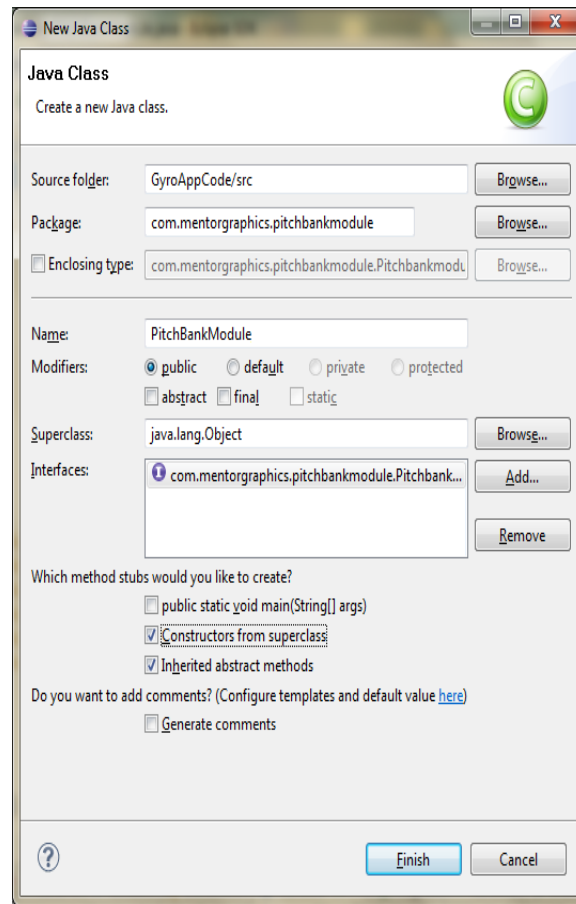 New Java Class
Java Class
Create a new Java class.
C
Source folder: GyroAppCode/src Browse...
Package: com.mentorgraphics.pitchbankmodule Browse...
Enclosing type: com.mentorgraphics.pitchbankmodule.Pitchbankmodu Browse...
Name: PitchBankModule
Modifiers: public default private protected
abstract final static
Superclass: java.lang.Object Browse...
Interfaces: I com.mentorgraphics.pitchbankmodule.Pitchbank... Add...
Remove
Which method stubs would you like to create?
public static void main(String[] args)
Constructors from superclass
Inherited abstract methods
Do you want to add comments? (Configure templates and default value here)
Generate comments
? Finish Cancel